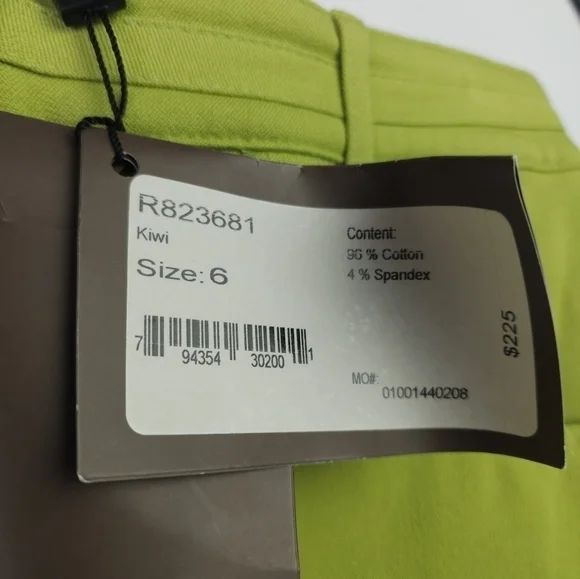 R823681
Kiwi
Size: 6
Content:
96 % Cotton
4 % Spandex
7 94354 30200 1
$225
MO#:
01001440208